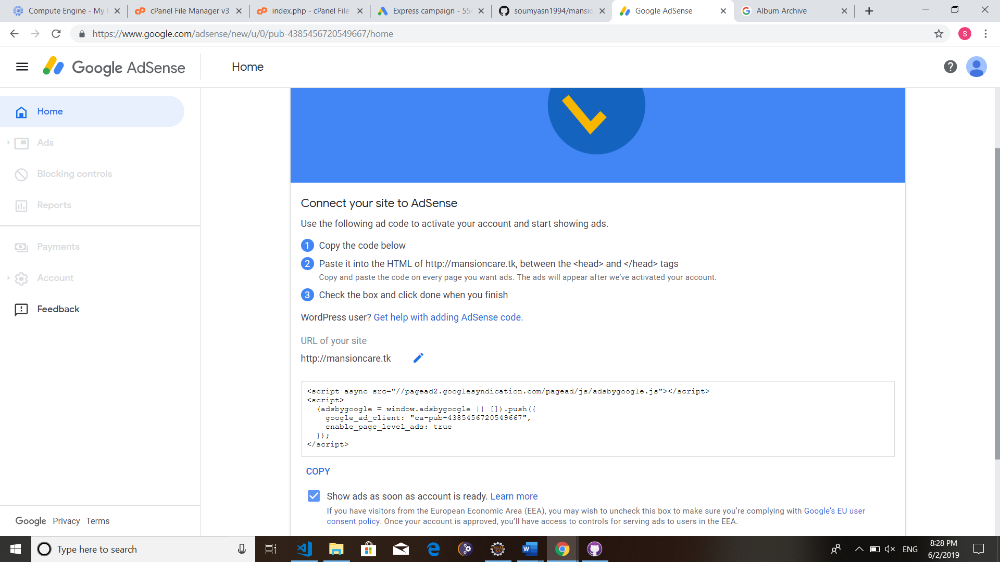 Compute Engine - My
cPanel File Manager v3
index.php - cPanel File
Express campaign - 554
soumyasn1994/mansio
Google AdSense
Album Archive
https://www.google.com/adsense/new/u/0/pub-4385456720549667/home
S
Google AdSense
Home
Home
Ads
Blocking controls
Reports
Payments
Account
Feedback
Google Privacy Terms
Connect your site to AdSense
Use the following ad code to activate your account and start showing ads.
1 Copy the code below
2 Paste it into the HTML of http://mansioncare.tk, between the <head> and </head> tags
Copy and paste the code on every page you want ads. The ads will appear after we've activated your account.
3 Check the box and click done when you finish
WordPress user? Get help with adding AdSense code.
URL of your site
http://mansioncare.tk
<script async src="//pagead2.googlesyndication.com/pagead/js/adsbygoogle.js"></script>
<script>
(adsbygoogle = window.adsbygoogle || []).push({
google_ad_client: "ca-pub-4385456720549667",
enable_page_level_ads: true
});
</script>
COPY
Show ads as soon as account is ready. Learn more
If you have visitors from the European Economic Area (EEA), you may wish to uncheck this box to make sure you're complying with Google's EU user
consent policy. Once your account is approved, you'll have access to controls for serving ads to users in the EEA.
Type here to search
ENG
8:28 PM
6/2/2019